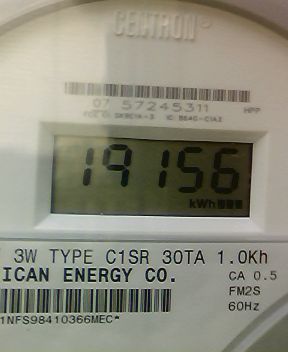 CENTRON®
07 57245311 HPP
19156
kWh
3W TYPE C1SR 30TA 1.0Kh
ICAN ENERGY CO. CA 0.5
FM2S
60Hz
1NFS98410366MEC*